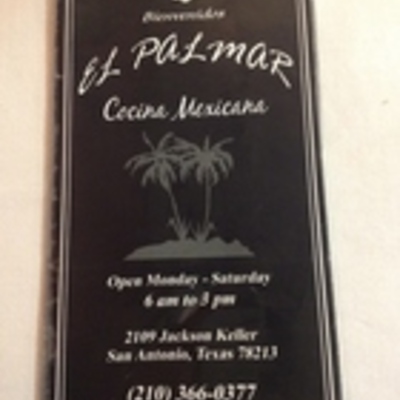 Bienvenidos
EL PALMAR
Cocina Mexicana
Open Monday - Saturday
6 am to 3 pm
2109 Jackson Keller
San Antonio, Texas 78213
(210) 366-0377